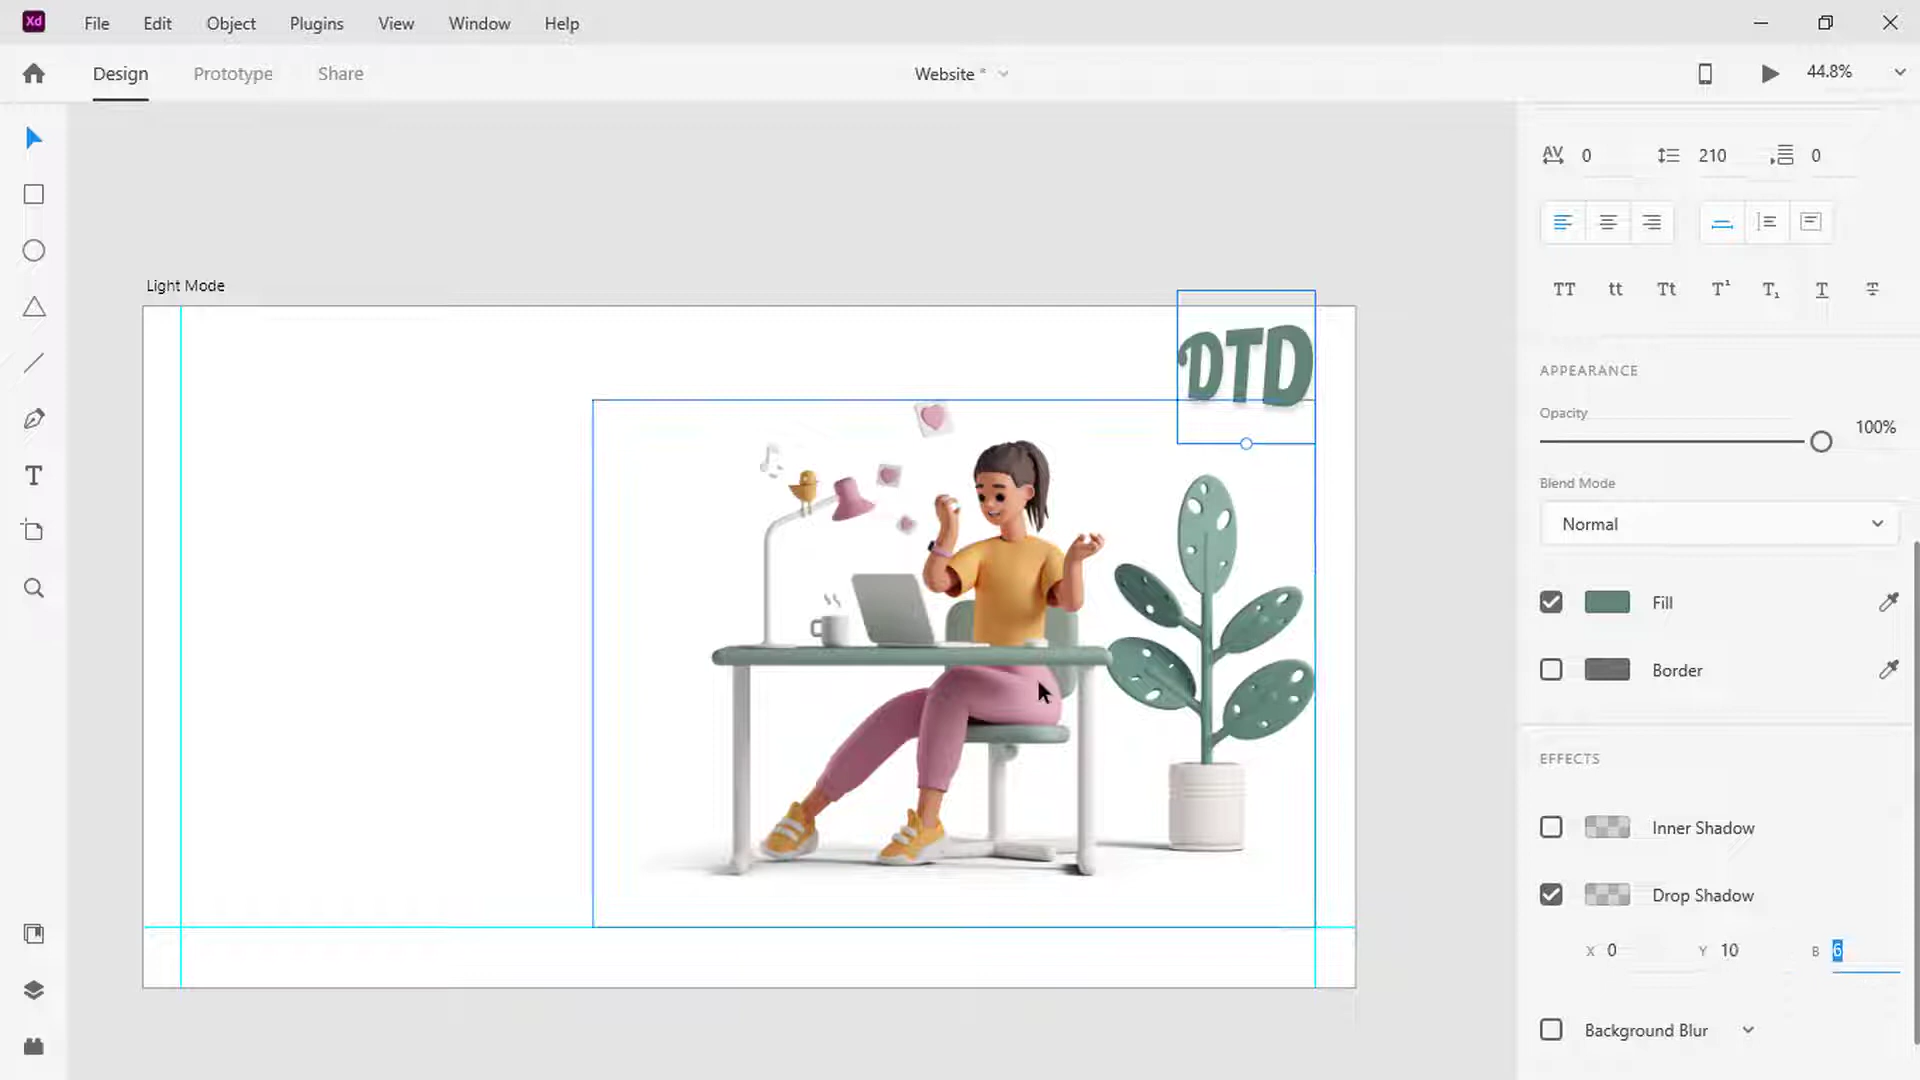 Xd File Edit Object Plugins View Window Help
Design Prototype Share Website * 44.8%
AV 0 210 0
TT tt Tt T¹ T₁ T T
Light Mode
DTD
APPEARANCE
Opacity
100%
Blend Mode
Normal
Fill
Border
EFFECTS
Inner Shadow
Drop Shadow
X 0 Y 10 B 6
Background Blur
T